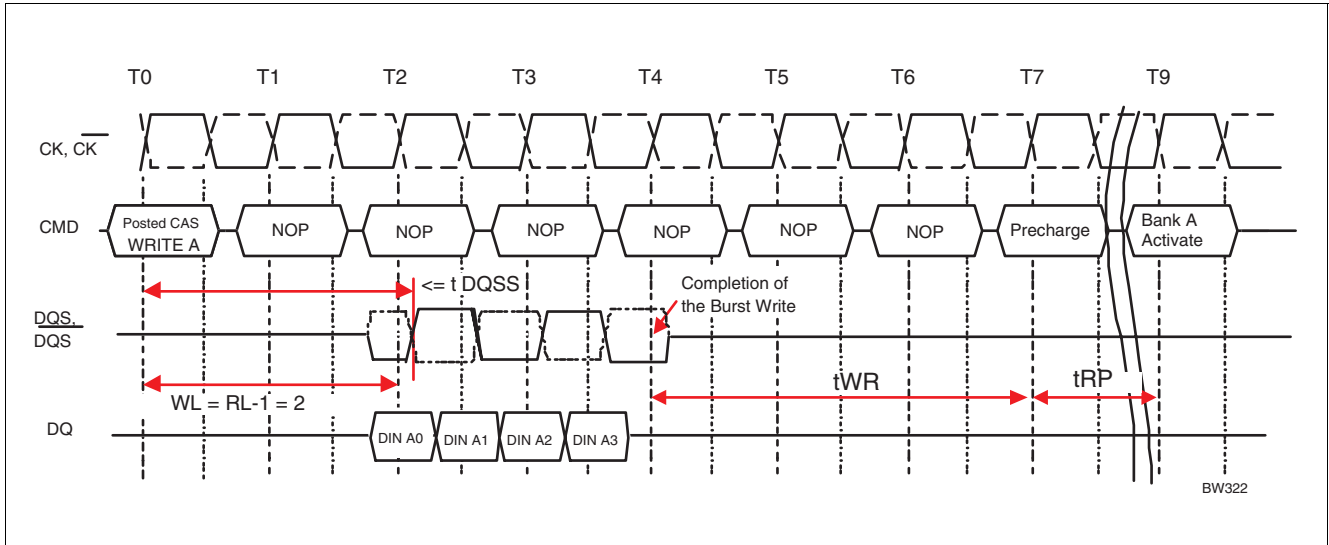 T0 T1 T2 T3 T4 T5 T6 T7 T9
CK, CK
CMD
Posted CAS
WRITE A
NOP NOP NOP NOP NOP NOP Precharge
Bank A
Activate
<= t DQSS
Completion of
the Burst Write
DQS,
DQS
WL = RL-1 = 2
tWR
tRP
DQ
DIN A0 DIN A1 DIN A2 DIN A3
BW322